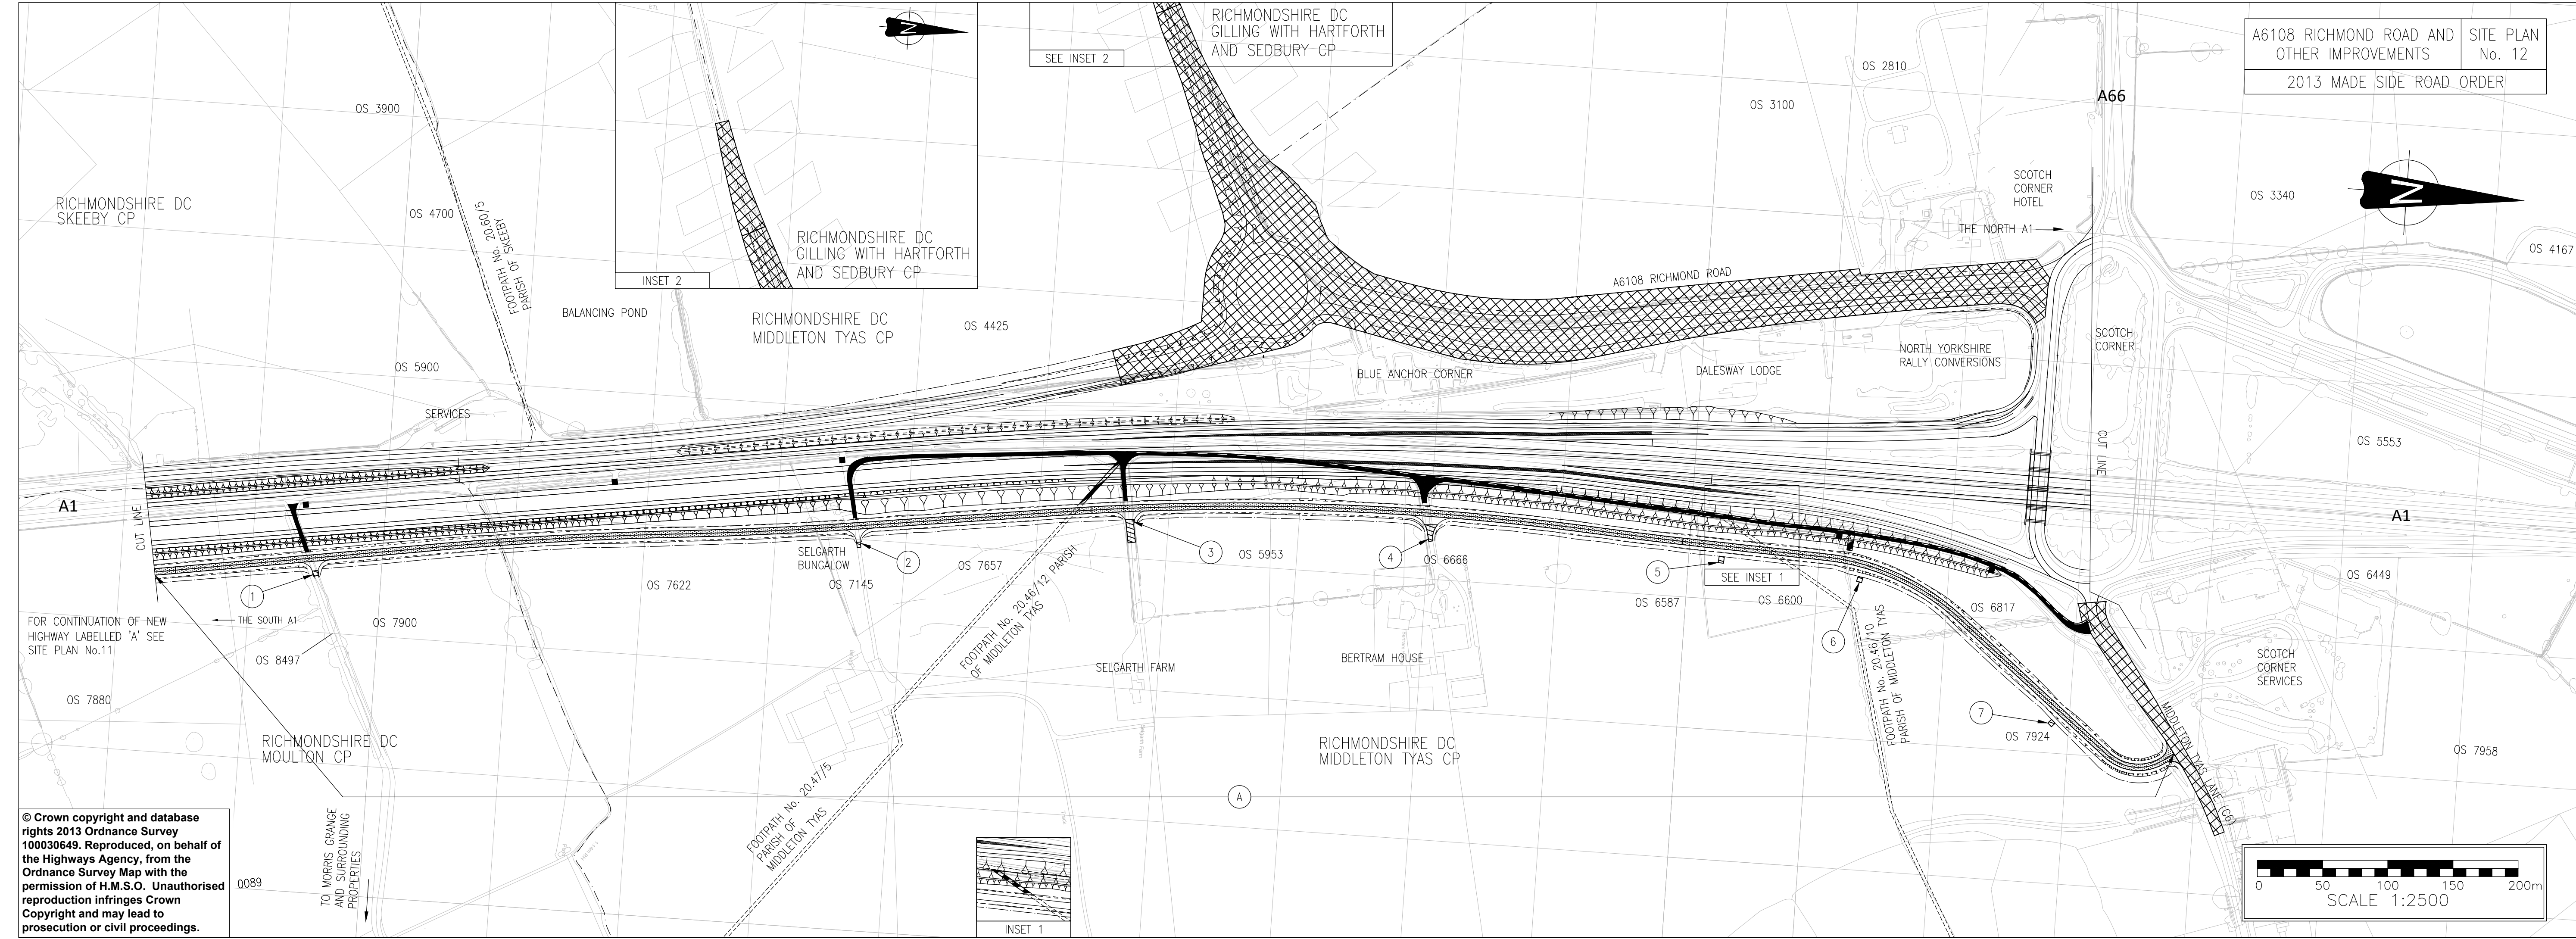 RICHMONDSHIRE DC
GILLING WITH HARTFORTH
AND SEDBURY CP
SEE INSET 2
A6108 RICHMOND ROAD AND
OTHER IMPROVEMENTS
SITE PLAN
No. 12
2013 MADE SIDE ROAD ORDER
N
N
OS 2810
OS 3100
OS 3900
A66
RICHMONDSHIRE DC
SKEEBY CP
OS 4700
FOOTPATH No. 20.60/5
PARISH OF SKEEBY
RICHMONDSHIRE DC
GILLING WITH HARTFORTH
AND SEDBURY CP
INSET 2
SCOTCH
CORNER
HOTEL
THE NORTH A1
OS 3340
OS 4167
A6108 RICHMOND ROAD
BALANCING POND
RICHMONDSHIRE DC
MIDDLETON TYAS CP
OS 4425
OS 5900
SERVICES
BLUE ANCHOR CORNER
DALESWAY LODGE
NORTH YORKSHIRE
RALLY CONVERSIONS
SCOTCH
CORNER
CUT LINE
OS 5553
A1
A1
CUT LINE
1
2
3
4
5
6
7
SELGARTH
BUNGALOW
OS 7145
OS 7657
OS 5953
OS 6666
OS 7622
OS 6587
OS 6600
SEE INSET 1
OS 6817
OS 6449
FOR CONTINUATION OF NEW
HIGHWAY LABELLED 'A' SEE
SITE PLAN No.11
THE SOUTH A1
OS 7900
OS 8497
OS 7880
FOOTPATH No. 20.46/12 PARISH
OF MIDDLETON TYAS
SELGARTH FARM
BERTRAM HOUSE
FOOTPATH No. 20.46/10
PARISH OF MIDDLETON TYAS
SCOTCH
CORNER
SERVICES
OS 7924
OS 7958
MIDDLETON TYAS LANE (C6)
RICHMONDSHIRE DC
MOULTON CP
RICHMONDSHIRE DC
MIDDLETON TYAS CP
A
FOOTPATH No. 20.47/5
PARISH OF
MIDDLETON TYAS
TO MORRIS GRANGE
AND SURROUNDING
PROPERTIES
© Crown copyright and database
rights 2013 Ordnance Survey
100030649. Reproduced, on behalf of
the Highways Agency, from the
Ordnance Survey Map with the
permission of H.M.S.O. Unauthorised
reproduction infringes Crown
Copyright and may lead to
prosecution or civil proceedings.
0089
INSET 1
0 50 100 150 200m
SCALE 1:2500